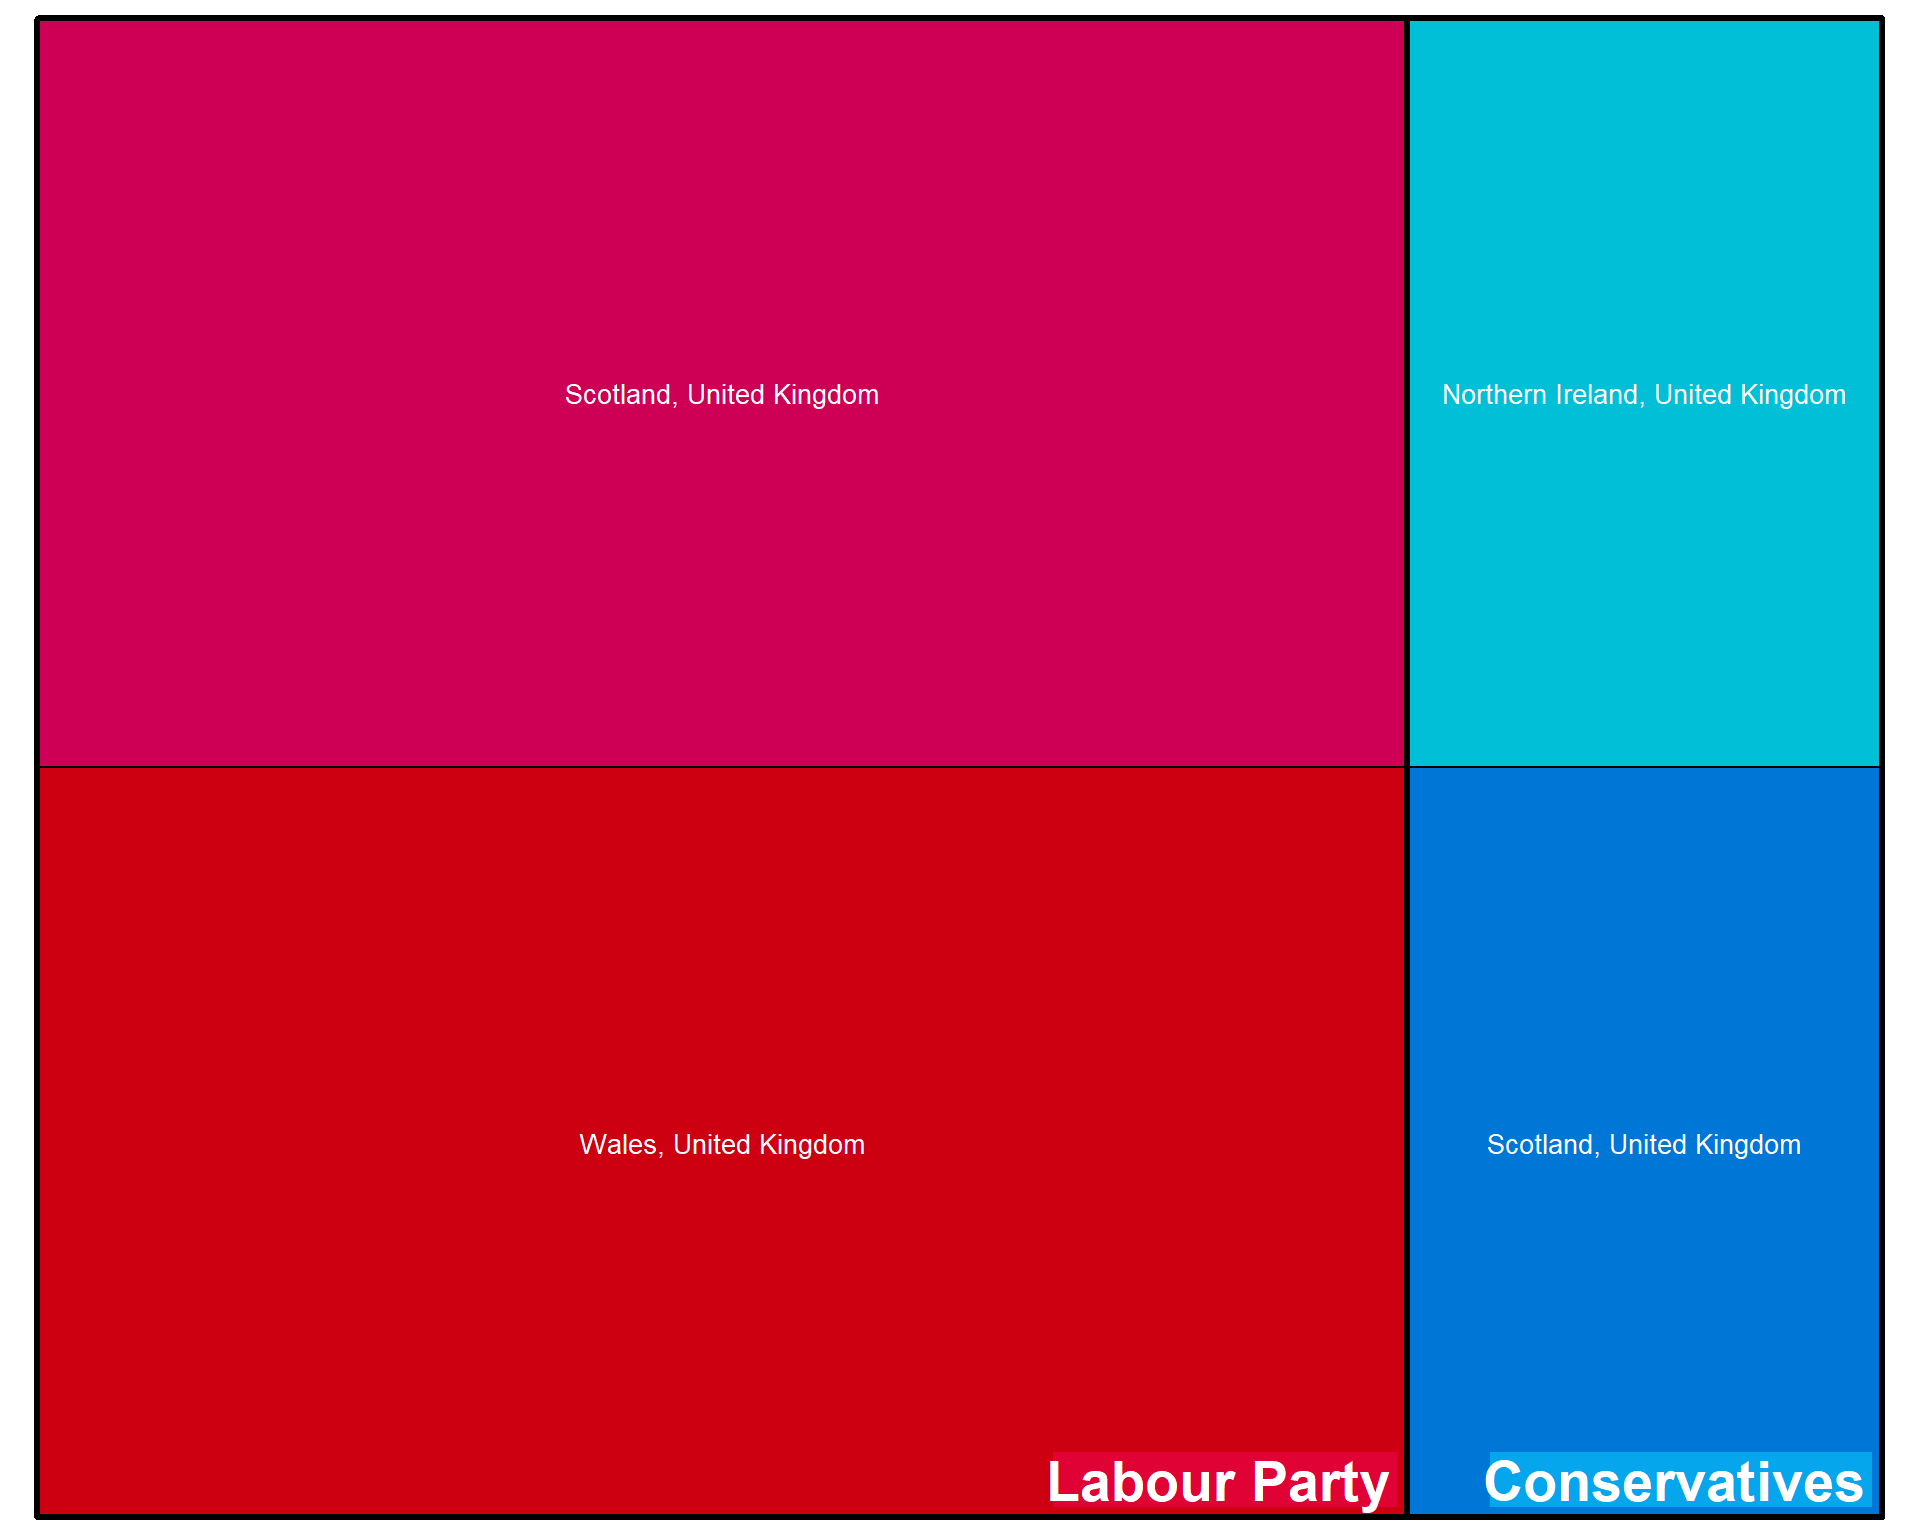 Scotland, United Kingdom
Northern Ireland, United Kingdom
Wales, United Kingdom
Scotland, United Kingdom
Labour Party
Conservatives